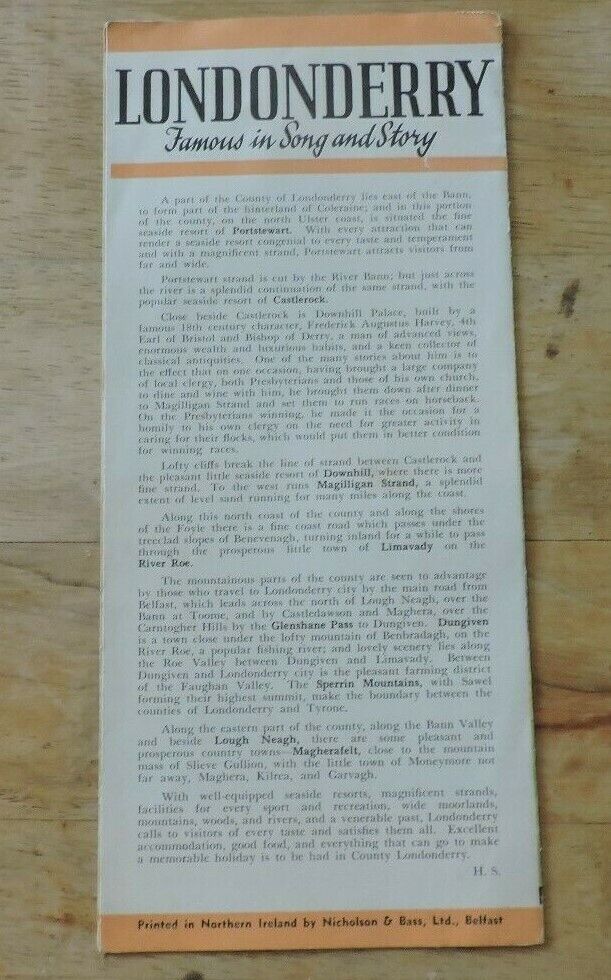 LONDONDERRY
Famous in Song and Story
A part of the County of Londonderry lies east of the Bann,
to form part of the hinterland of Coleraine; and in this portion
of the county, on the north Ulster coast, is situated the fine
seaside resort of Portstewart. With every attraction that can
render a seaside resort congenial to every taste and temperament
and with a magnificent strand, Portstewart attracts visitors from
far and wide.
Portstewart strand is cut by the River Bann; but just across
the river is a splendid continuation of the same strand, with the
popular seaside resort of Castlerock.
Close beside Castlerock is Downhill Palace, built by a
famous 18th century character, Frederick Augustus Harvey, 4th
Earl of Bristol and Bishop of Derry, a man of advanced views,
enormous wealth and luxurious habits, and a keen collector of
classical antiquities. One of the many stories about him is to
the effect that on one occasion, having brought a large company
of local clergy, both Presbyterians and those of his own church,
to dine and wine with him, he brought them down after dinner
to Magilligan Strand and set them to run races on horseback.
On the Presbyterians winning, he made it the occasion for a
homily to his own clergy on the need for greater activity in
caring for their flocks, which would put them in better condition
for winning races.
Lofty cliffs break the line of strand between Castlerock and
the pleasant little seaside resort of Downhill, where there is more
fine strand. To the west runs Magilligan Strand, a splendid
extent of level sand running for many miles along the coast.
Along this north coast of the county and along the shores
of the Foyle there is a fine coast road which passes under the
treeclad slopes of Benevenagh, turning inland for a while to pass
through the prosperous little town of Limavady on the
River Roe.
The mountainous parts of the county are seen to advantage
by those who travel to Londonderry city by the main road from
Belfast, which leads across the north of Lough Neagh, over the
Bann at Toome, and by Castledawson and Maghera, over the
Carntogher Hills by the Glenshane Pass to Dungiven. Dungiven
is a town close under the lofty mountain of Benbradagh, on the
River Roe, a popular fishing river; and lovely scenery lies along
the Roe Valley between Dungiven and Limavady. Between
Dungiven and Londonderry city is the pleasant farming district
of the Faughan Valley. The Sperrin Mountains, with Sawel
forming their highest summit, make the boundary between the
counties of Londonderry and Tyrone.
Along the eastern part of the county, along the Bann Valley
and beside Lough Neagh, there are some pleasant and
prosperous country towns—Magherafelt, close to the mountain
mass of Slieve Gullion, with the little town of Moneymore not
far away, Maghera, Kilrea, and Garvagh.
With well-equipped seaside resorts, magnificent strands,
facilities for every sport and recreation, wide moorlands,
mountains, woods, and rivers, and a venerable past, Londonderry
calls to visitors of every taste and satisfies them all. Excellent
accommodation, good food, and everything that can go to make
a memorable holiday is to be had in County Londonderry.
H. S.
Printed in Northern Ireland by Nicholson & Bass, Ltd., Belfast